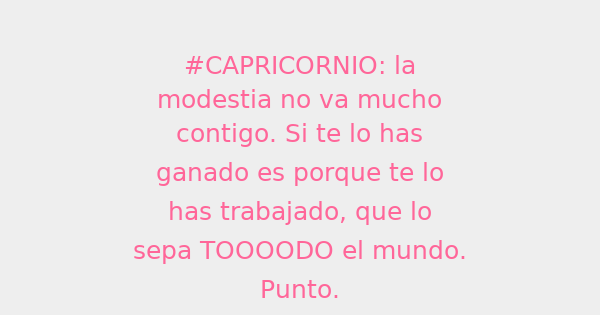 #CAPRICORNIO: la
modestia no va mucho
contigo. Si te lo has
ganado es porque te lo
has trabajado, que lo
sepa TOOOODO el mundo.
Punto.